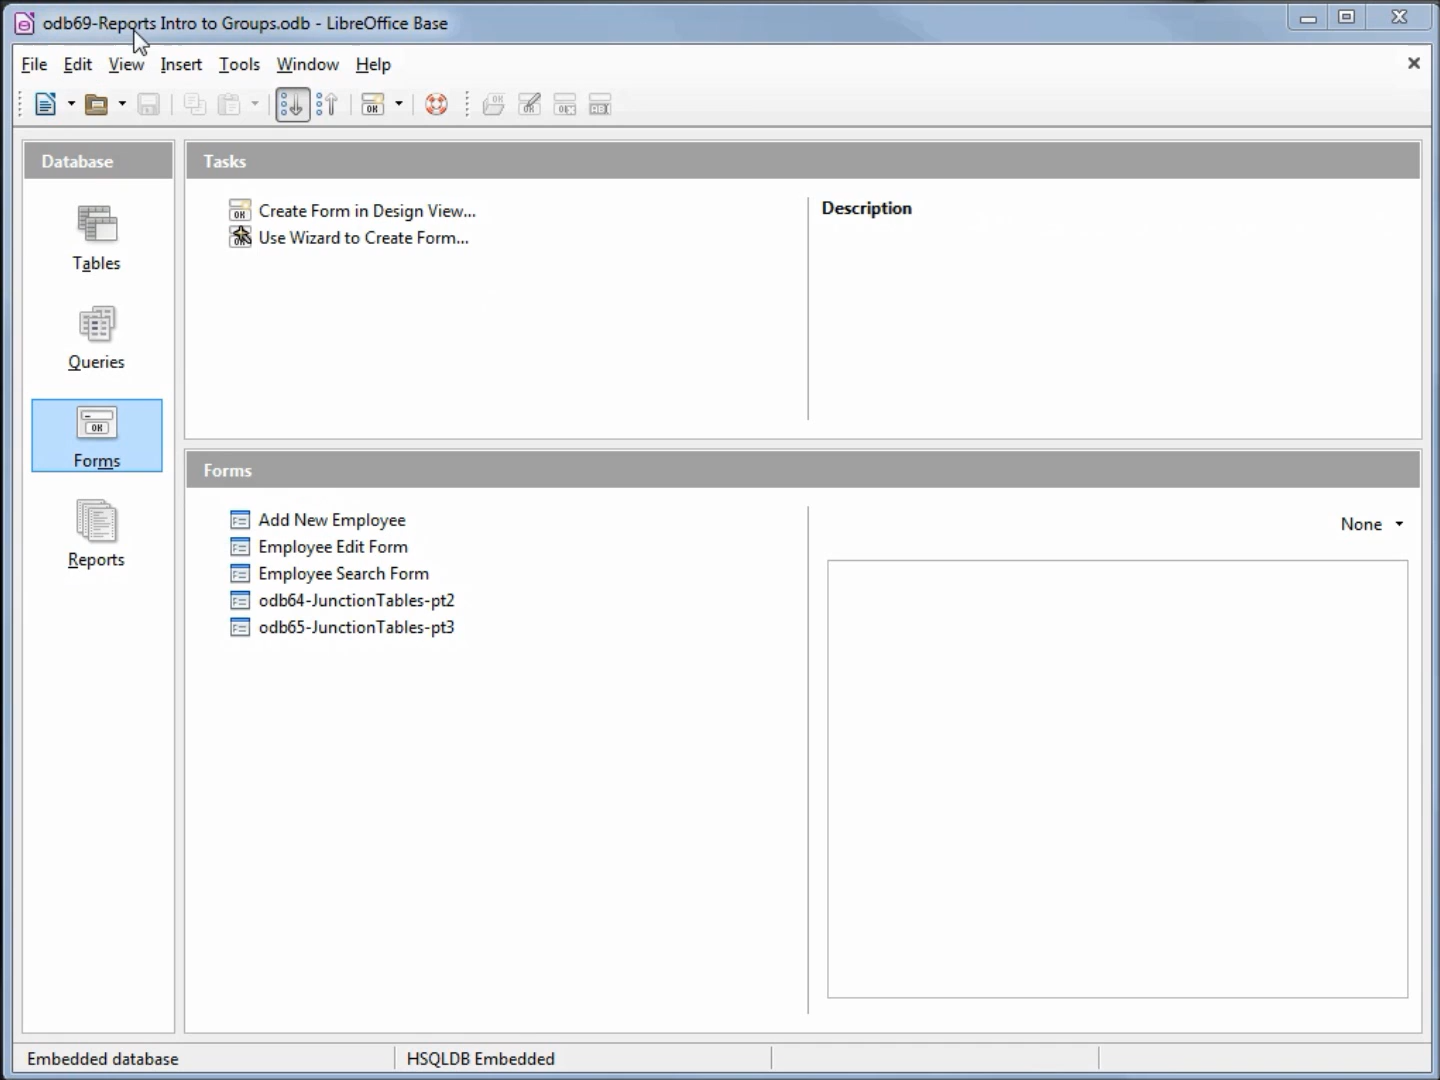 odb69-Reports Intro to Groups.odb - LibreOffice Base
File Edit View Insert Tools Window Help
Database
Tables
Queries
Forms
Reports
Tasks
Create Form in Design View...
Use Wizard to Create Form...
Description
Forms
Add New Employee
Employee Edit Form
Employee Search Form
odb64-JunctionTables-pt2
odb65-JunctionTables-pt3
None
Embedded database
HSQLDB Embedded